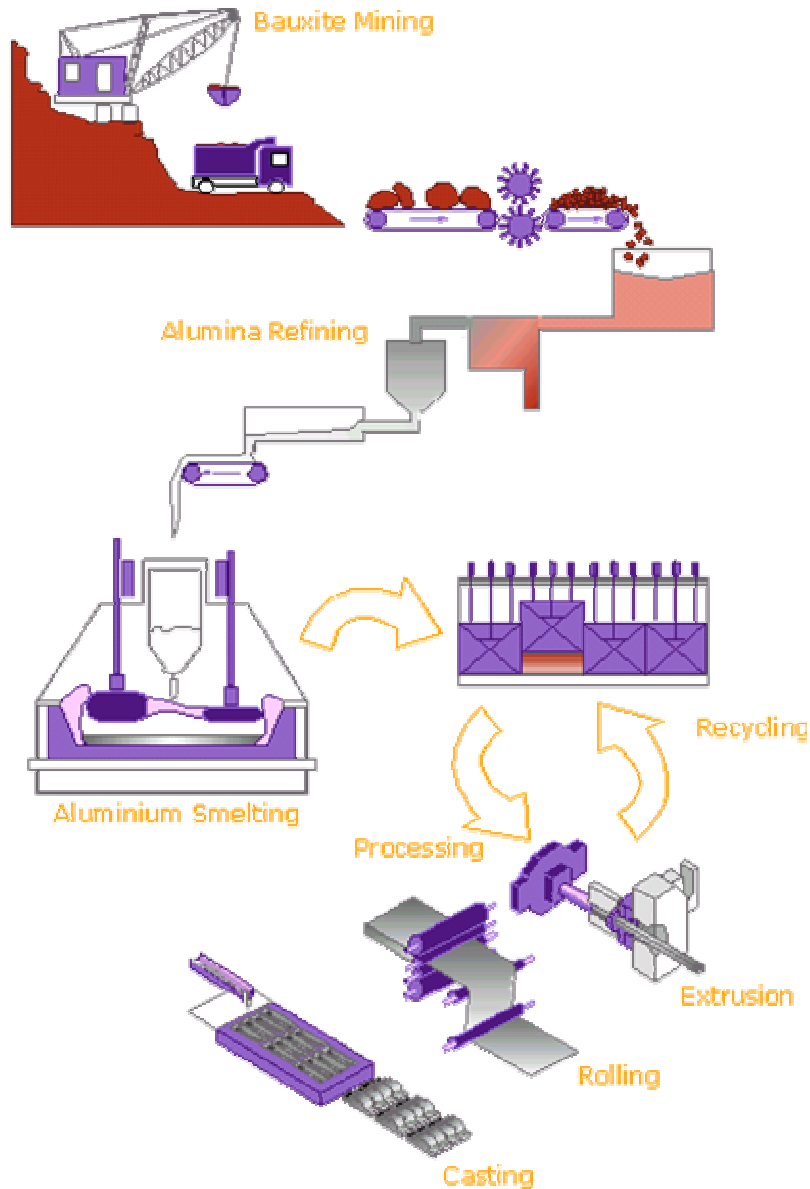 Bauxite Mining
Alumina Refining
Recycling
Aluminium Smelting
Processing
Extrusion
Rolling
Casting